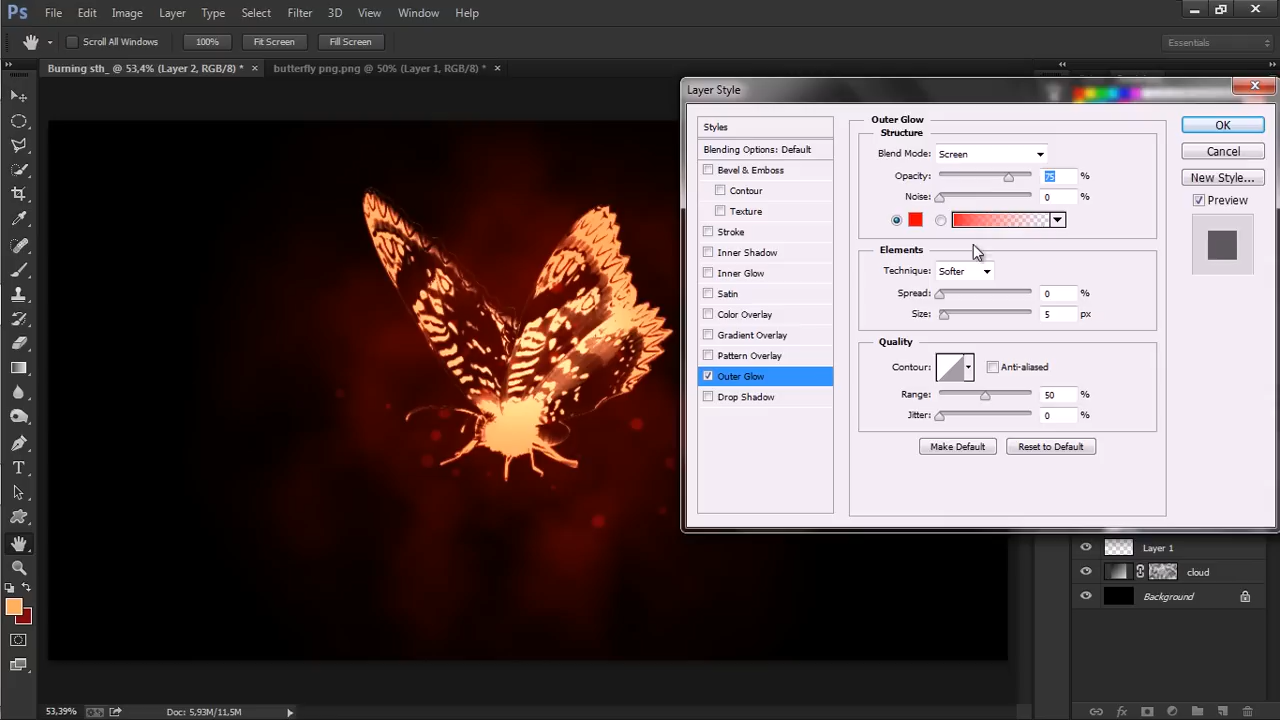 Ps File Edit Image Layer Type Select Filter 3D View Window Help
Scroll All Windows 100% Fit Screen Fill Screen Essentials
Burning sth_ @ 53,4% (Layer 2, RGB/8) * × butterfly png.png @ 50% (Layer 1, RGB/8) * ×
Layer Style
Styles
Blending Options: Default
Bevel & Emboss
Contour
Texture
Stroke
Inner Shadow
Inner Glow
Satin
Color Overlay
Gradient Overlay
Pattern Overlay
Outer Glow
Drop Shadow
Outer Glow
Structure
Blend Mode: Screen
Opacity: 75 %
Noise: 0 %
Elements
Technique: Softer
Spread: 0 %
Size: 5 px
Quality
Contour: Anti-aliased
Range: 50 %
Jitter: 0 %
Make Default Reset to Default
OK
Cancel
New Style...
Preview
Layer 1
cloud
Background
fx
53,39% Doc: 5,93M/11,5M